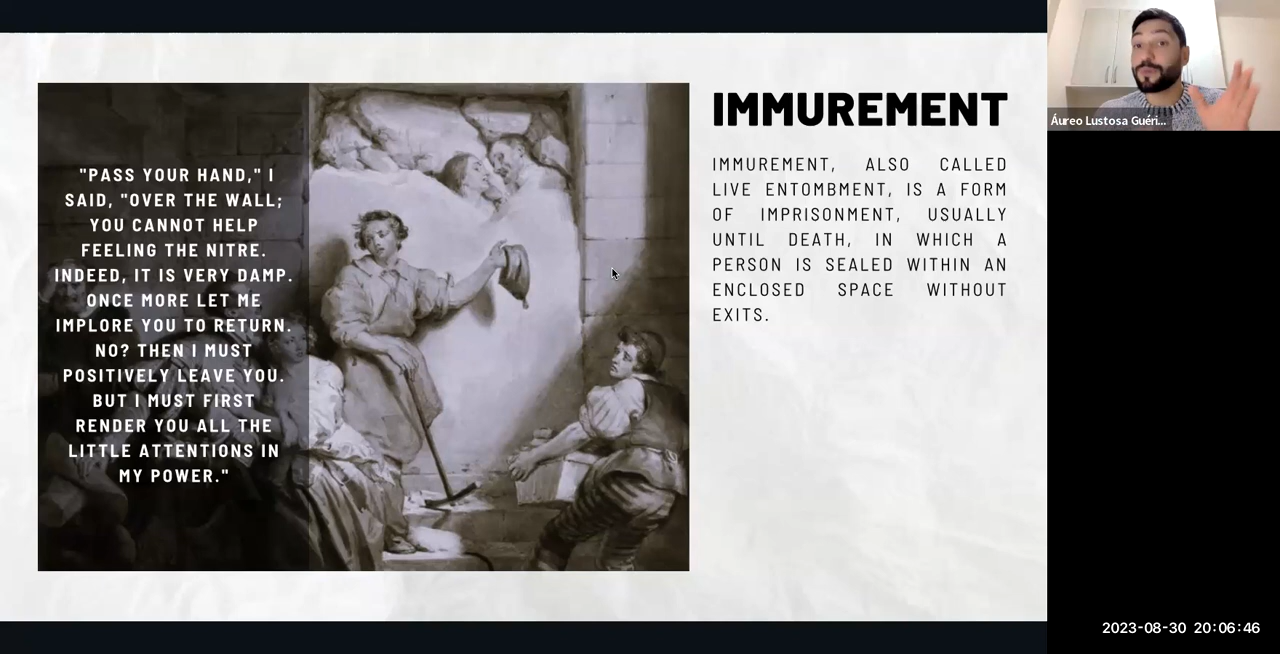 "PASS YOUR HAND," I
SAID, "OVER THE WALL;
YOU CANNOT HELP
FEELING THE NITRE.
INDEED, IT IS VERY DAMP.
ONCE MORE LET ME
IMPLORE YOU TO RETURN.
NO? THEN I MUST
POSITIVELY LEAVE YOU.
BUT I MUST FIRST
RENDER YOU ALL THE
LITTLE ATTENTIONS IN
MY POWER."
IMMUREMENT
IMMUREMENT, ALSO CALLED
LIVE ENTOMBMENT, IS A FORM
OF IMPRISONMENT, USUALLY
UNTIL DEATH, IN WHICH A
PERSON IS SEALED WITHIN AN
ENCLOSED SPACE WITHOUT
EXITS.
Áureo Lustosa Guéri...
2023-08-30 20:06:46